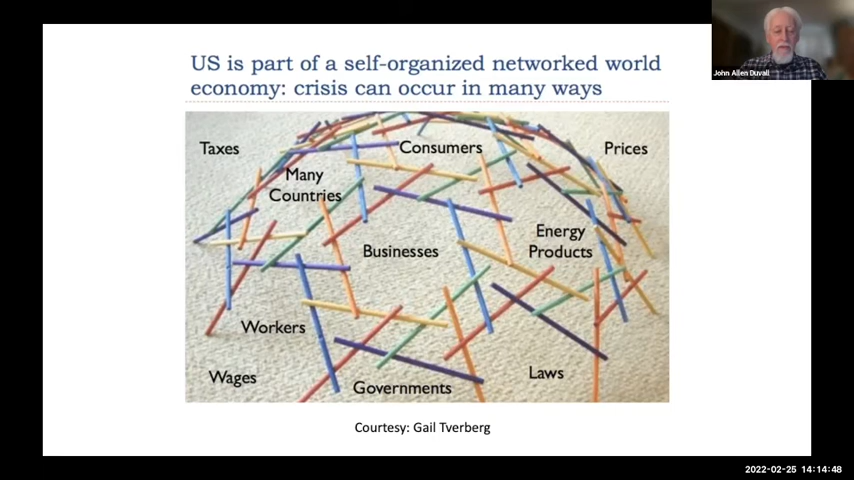 US is part of a self-organized networked world
economy: crisis can occur in many ways
Taxes
Consumers
Prices
Many
Countries
Businesses
Energy
Products
Workers
Wages
Governments
Laws
Courtesy: Gail Tverberg
John Allen Duvall
2022-02-25 14:14:48